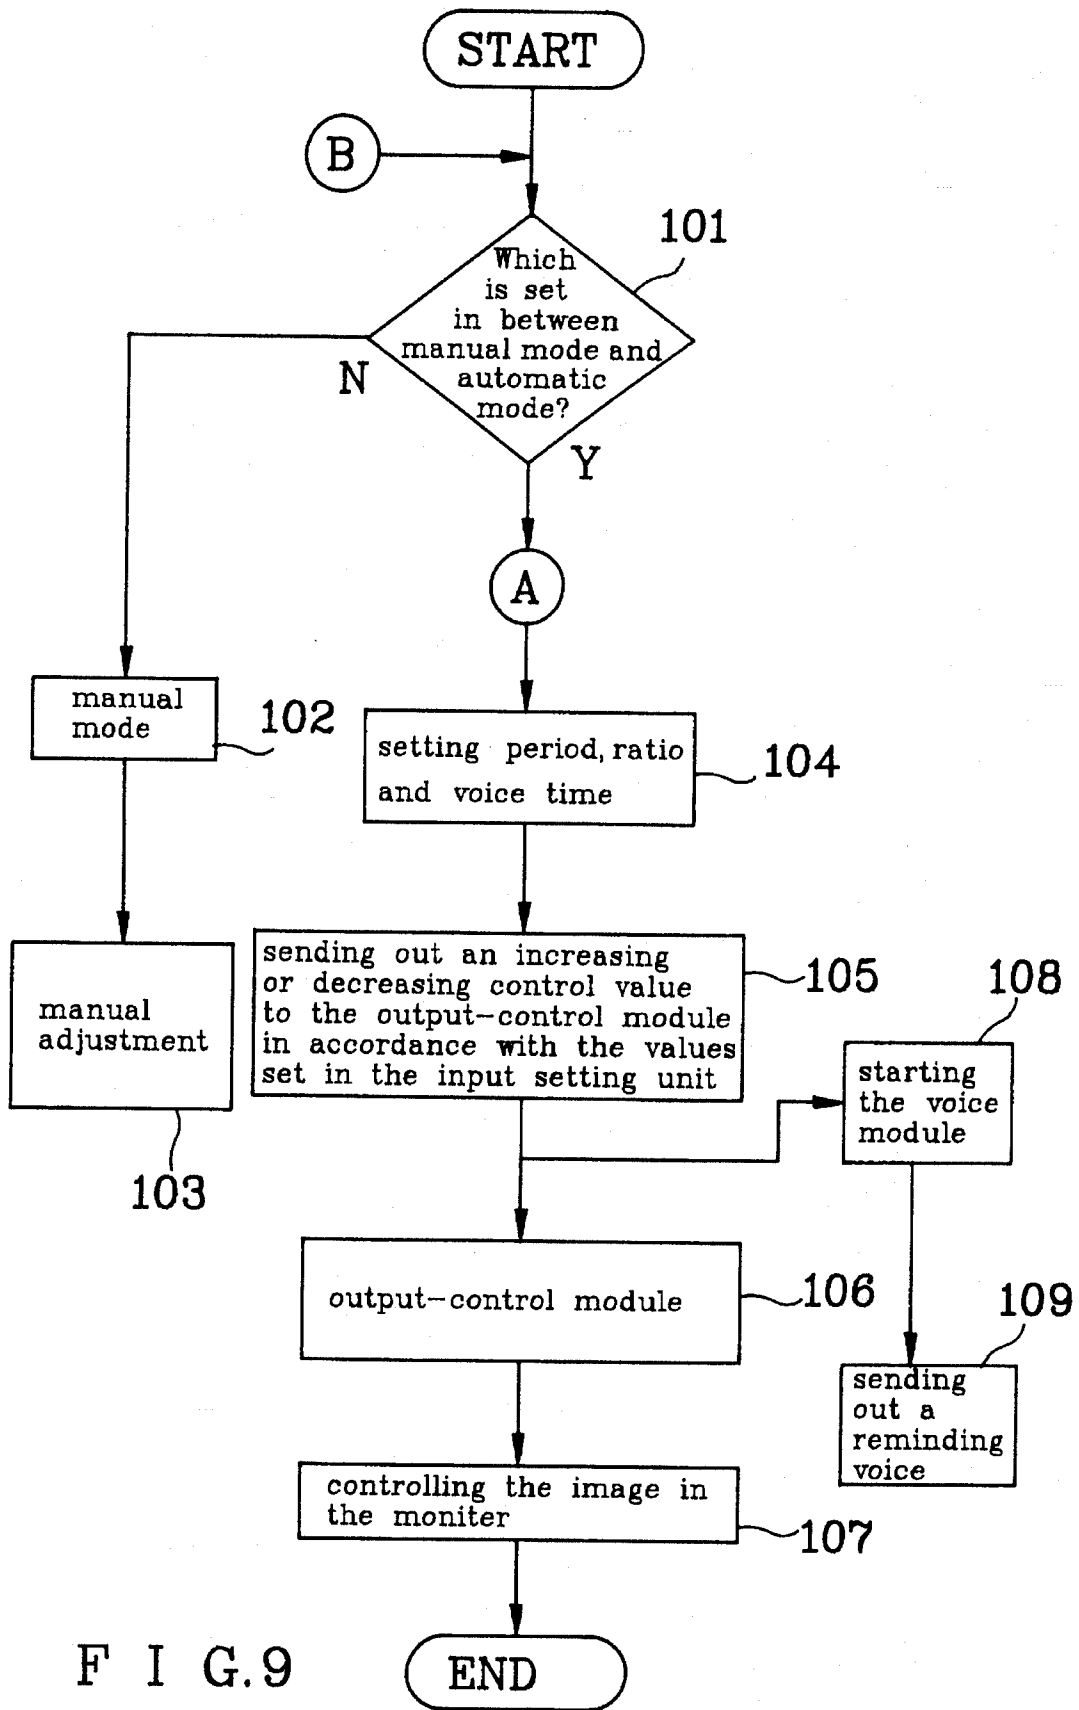 START
B
101
Which
is set
in between
manual mode and
automatic
mode?
N
Y
A
manual
mode
102
setting period, ratio
and voice time
104
manual
adjustment
103
sending out an increasing
or decreasing control value
to the output-control module
in accordance with the values
set in the input setting unit
105
108
starting
the voice
module
output-control module
106
109
sending
out a
reminding
voice
controlling the image in
the moniter
107
END
F I G.9